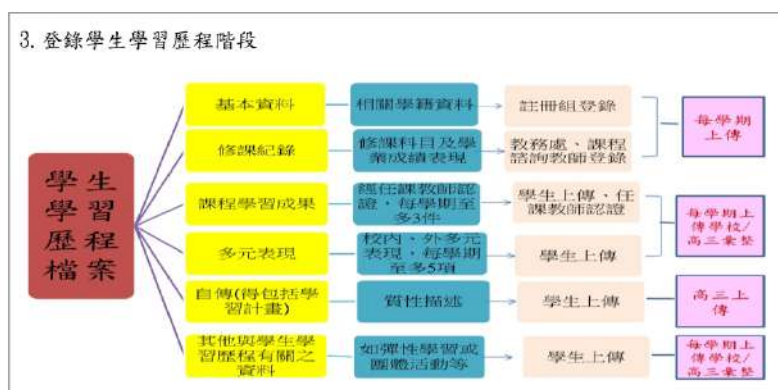 3. 登錄學生學習歷程階段
學生
學習
歷程
檔案
基本資料
相關學籍資料
註冊組登錄
每學期
上傳
修課紀錄
修課科目及學
業成績表現
教務處、課程
諮詢教師登錄
課程學習成果
經任課教師認
證，每學期至
多3件
學生上傳、任
課教師認證
每學期上
傳學校/
高三彙整
多元表現
校內、外多元
表現，每學期
至多5項
學生上傳
自傳(得包括學
習計畫)
質性描述
學生上傳
高三上
傳
其他與學生學
習歷程有關之
資料
如彈性學習或
團體活動等
學生上傳
每學期上
傳學校/
高三彙整